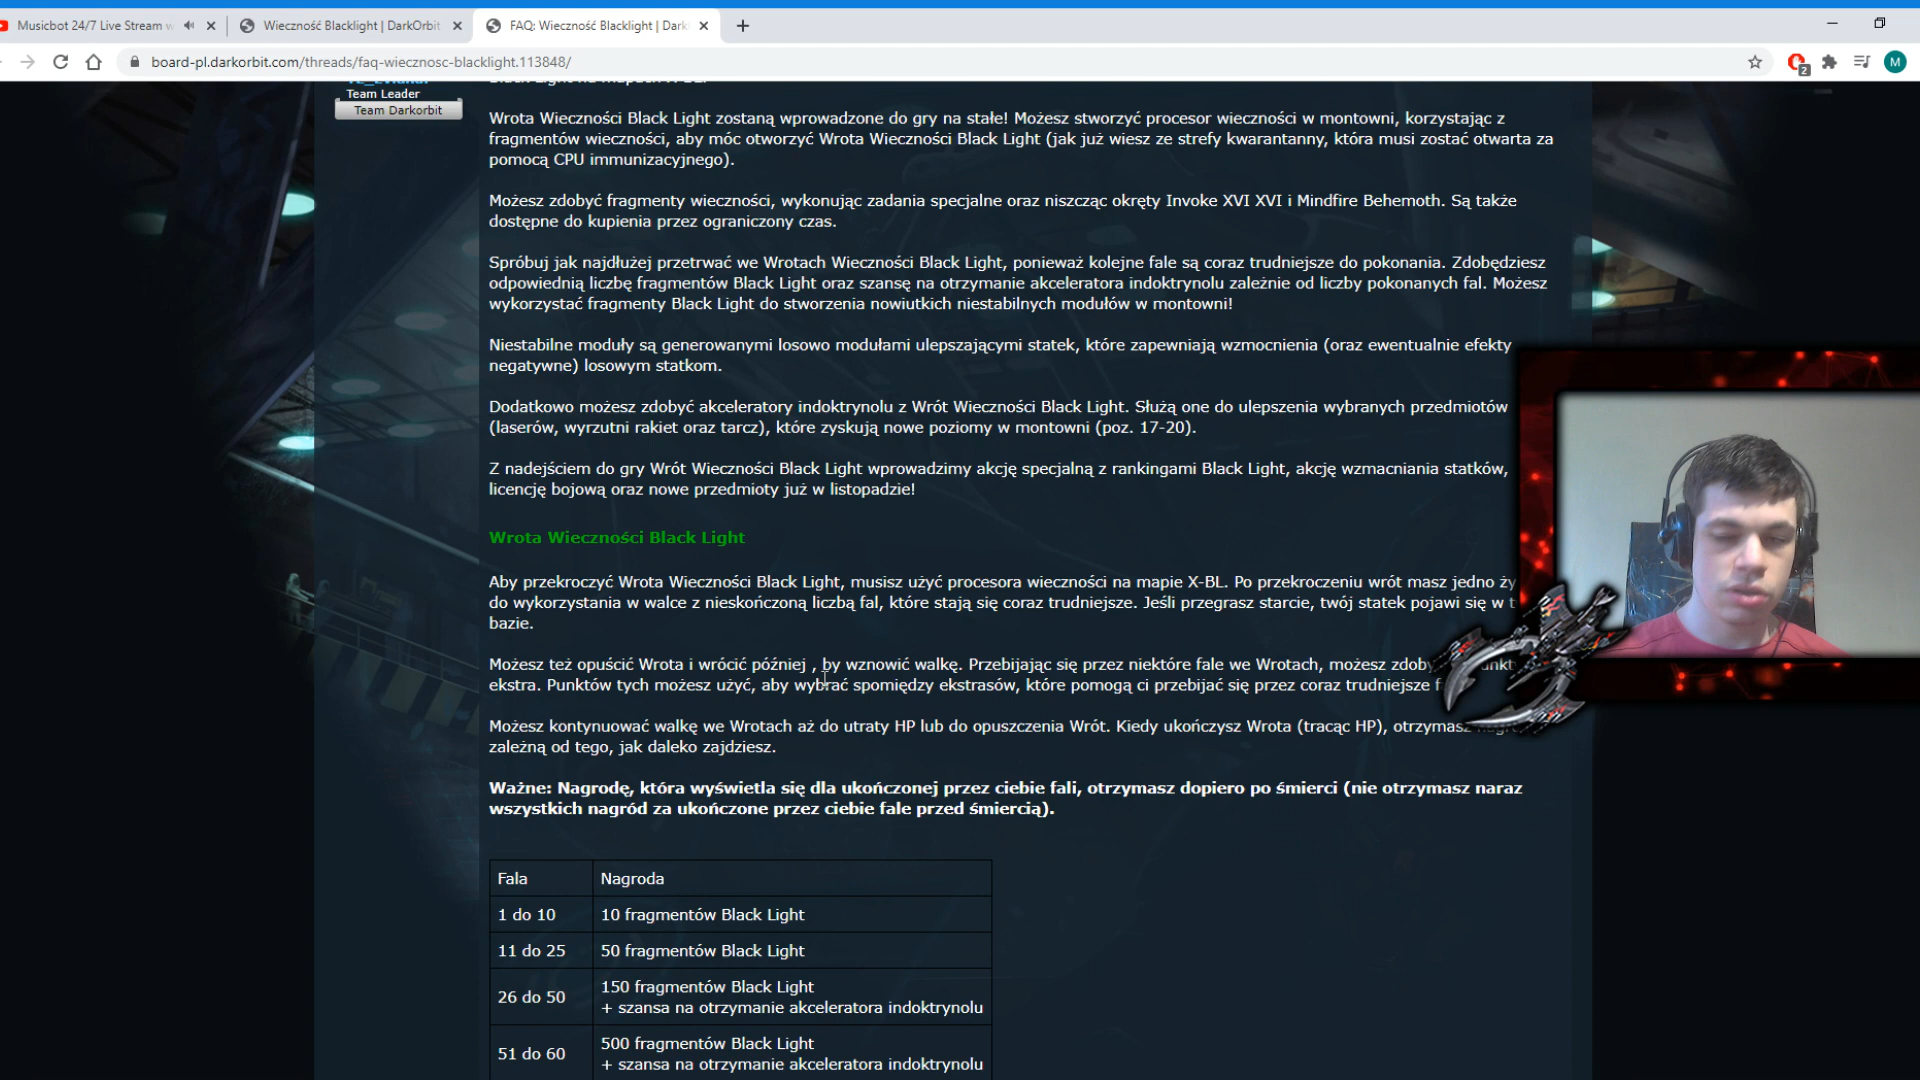 Musicbot 24/7 Live Stream
Wieczność Blacklight | DarkOrbit
FAQ: Wieczność Blacklight | Dark
board-pl.darkorbit.com/threads/faq-wiecznosc-blacklight.113848/
2
M
Team Leader
Team Darkorbit
Wrota Wieczności Black Light zostaną wprowadzone do gry na stałe! Możesz stworzyć procesor wieczności w montowni, korzystając z
fragmentów wieczności, aby móc otworzyć Wrota Wieczności Black Light (jak już wiesz ze strefy kwarantanny, która musi zostać otwarta za
pomocą CPU immunizacyjnego).
Możesz zdobyć fragmenty wieczności, wykonując zadania specjalne oraz niszcząc okręty Invoke XVI XVI i Mindfire Behemoth. Są także
dostępne do kupienia przez ograniczony czas.
Spróbuj jak najdłużej przetrwać we Wrotach Wieczności Black Light, ponieważ kolejne fale są coraz trudniejsze do pokonania. Zdobędziesz
odpowiednią liczbę fragmentów Black Light oraz szansę na otrzymanie akceleratora indoktrynolu zależnie od liczby pokonanych fal. Możesz
wykorzystać fragmenty Black Light do stworzenia nowiutkich niestabilnych modułów w montowni!
Niestabilne moduły są generowanymi losowo modułami ulepszającymi statek, które zapewniają wzmocnienia (oraz ewentualnie efekty
negatywne) losowym statkom.
Dodatkowo możesz zdobyć akceleratory indoktrynolu z Wrót Wieczności Black Light. Służą one do ulepszenia wybranych przedmiotów
(laserów, wyrzutni rakiet oraz tarcz), które zyskują nowe poziomy w montowni (poz. 17-20).
Z nadejściem do gry Wrót Wieczności Black Light wprowadzimy akcję specjalną z rankingami Black Light, akcję wzmacniania statków,
licencję bojową oraz nowe przedmioty już w listopadzie!
Wrota Wieczności Black Light
Aby przekroczyć Wrota Wieczności Black Light, musisz użyć procesora wieczności na mapie X-BL. Po przekroczeniu wrót masz jedno ży
do wykorzystania w walce z nieskończoną liczbą fal, które stają się coraz trudniejsze. Jeśli przegrasz starcie, twój statek pojawi się w t
bazie.
Możesz też opuścić Wrota i wrócić później , by wznowić walkę. Przebijając się przez niektóre fale we Wrotach, możesz zdoby
ekstra. Punktów tych możesz użyć, aby wybrać spomiędzy ekstrasów, które pomogą ci przebijać się przez coraz trudniejsze f
Możesz kontynuować walkę we Wrotach aż do utraty HP lub do opuszczenia Wrót. Kiedy ukończysz Wrota (tracąc HP), otrzymasz
zależną od tego, jak daleko zajdziesz.
Ważne: Nagrodę, która wyświetla się dla ukończonej przez ciebie fali, otrzymasz dopiero po śmierci (nie otrzymasz naraz
wszystkich nagród za ukończone przez ciebie fale przed śmiercią).
Fala Nagroda
1 do 10 10 fragmentów Black Light
11 do 25 50 fragmentów Black Light
26 do 50 150 fragmentów Black Light
+ szansa na otrzymanie akceleratora indoktrynolu
51 do 60 500 fragmentów Black Light
+ szansa na otrzymanie akceleratora indoktrynolu